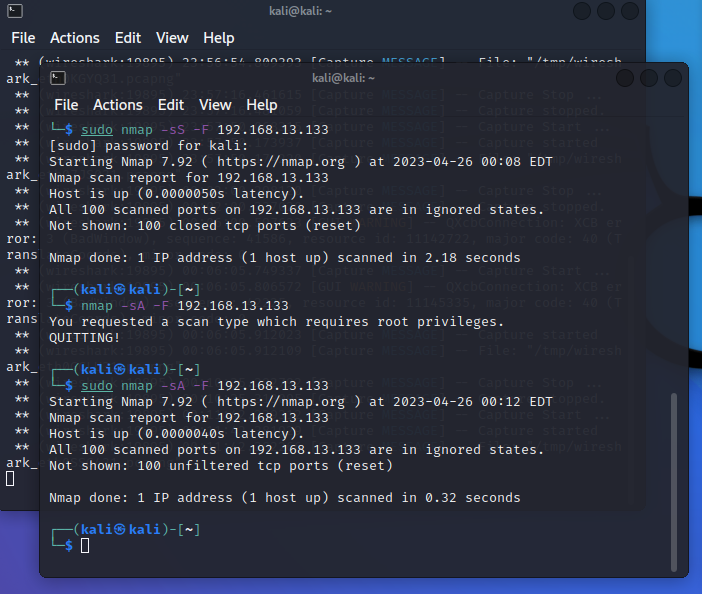 kali@kali: ~
File Actions Edit View Help
** (wireshark:19895) 23:56:54.809393 [Capture MESSAGE] -- File: "/tmp/wiresh
ark_
kali@kali: ~
File Actions Edit View Help
└─$ sudo nmap -sS -F 192.168.13.133
[sudo] password for kali:
Starting Nmap 7.92 ( https://nmap.org ) at 2023-04-26 00:08 EDT
Nmap scan report for 192.168.13.133
Host is up (0.0000050s latency).
All 100 scanned ports on 192.168.13.133 are in ignored states.
Not shown: 100 closed tcp ports (reset)
Nmap done: 1 IP address (1 host up) scanned in 2.18 seconds
┌──(kali㉿kali)-[~]
└─$ nmap -sA -F 192.168.13.133
You requested a scan type which requires root privileges.
QUITTING!
┌──(kali㉿kali)-[~]
└─$ sudo nmap -sA -F 192.168.13.133
Starting Nmap 7.92 ( https://nmap.org ) at 2023-04-26 00:12 EDT
Nmap scan report for 192.168.13.133
Host is up (0.0000040s latency).
All 100 scanned ports on 192.168.13.133 are in ignored states.
Not shown: 100 unfiltered tcp ports (reset)
Nmap done: 1 IP address (1 host up) scanned in 0.32 seconds
┌──(kali㉿kali)-[~]
└─$
**
**
**
**
ark_
**
**
**
ror:
rans
**
**
ror:
rans
**
**
ark_
**
**
**
**
ark_